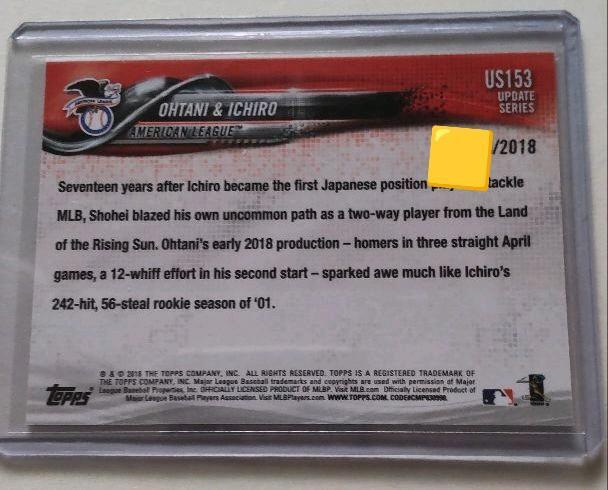 US153
UPDATE
SERIES
OHTANI & ICHIRO
AMERICAN LEAGUE™
/2018
Seventeen years after Ichiro became the first Japanese position tackle
MLB, Shohei blazed his own uncommon path as a two-way player from the Land
of the Rising Sun. Ohtani's early 2018 production – homers in three straight April
games, a 12-whiff effort in his second start – sparked awe much like Ichiro's
242-hit, 56-steal rookie season of '01.
® & © 2018 THE TOPPS COMPANY, INC. ALL RIGHTS RESERVED. TOPPS IS A REGISTERED TRADEMARK OF
THE TOPPS COMPANY, INC. Major League Baseball trademarks and copyrights are used with permission of Major
League Baseball Properties, Inc. OFFICIALLY LICENSED PRODUCT OF MLBP. Visit MLB.com Officially Licensed Product of
Major League Baseball Players Association. Visit MLBPlayers.com. WWW.TOPPS.COM.
topps